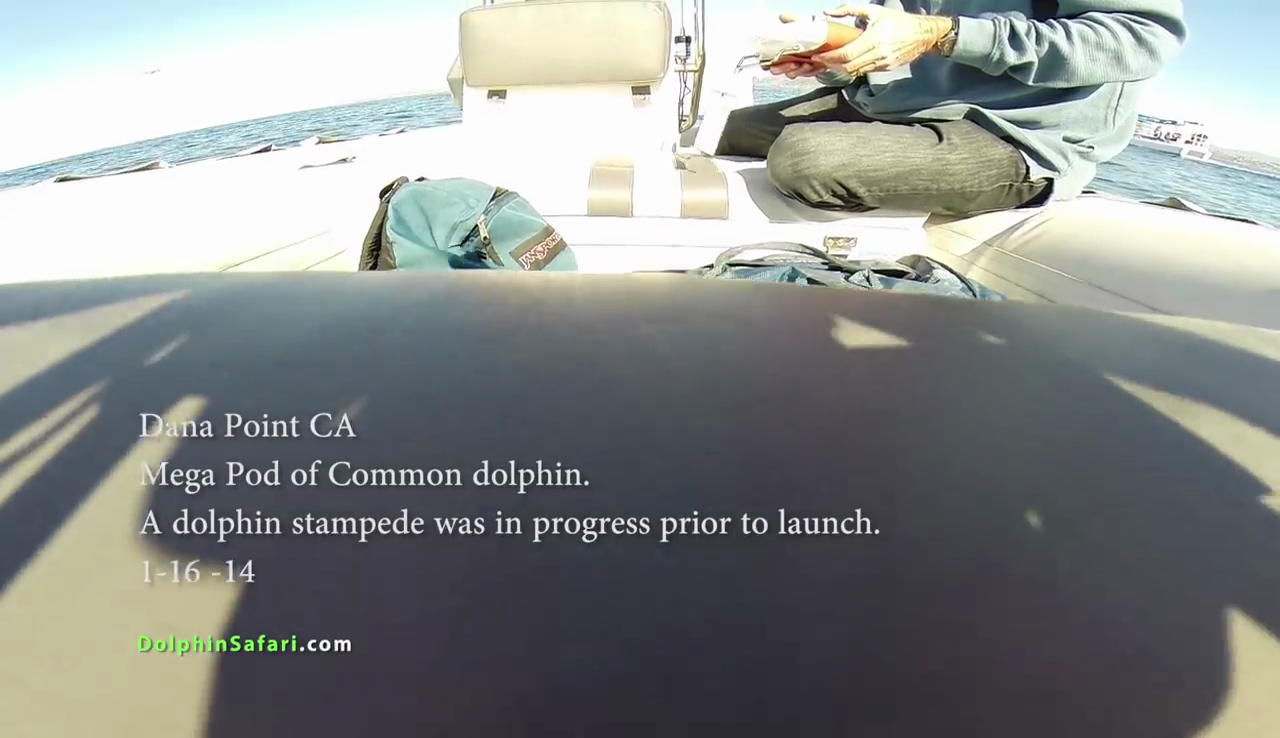 JANSPORT
Dana Point CA
Mega Pod of Common dolphin.
A dolphin stampede was in progress prior to launch.
1-16 -14
DolphinSafari.com